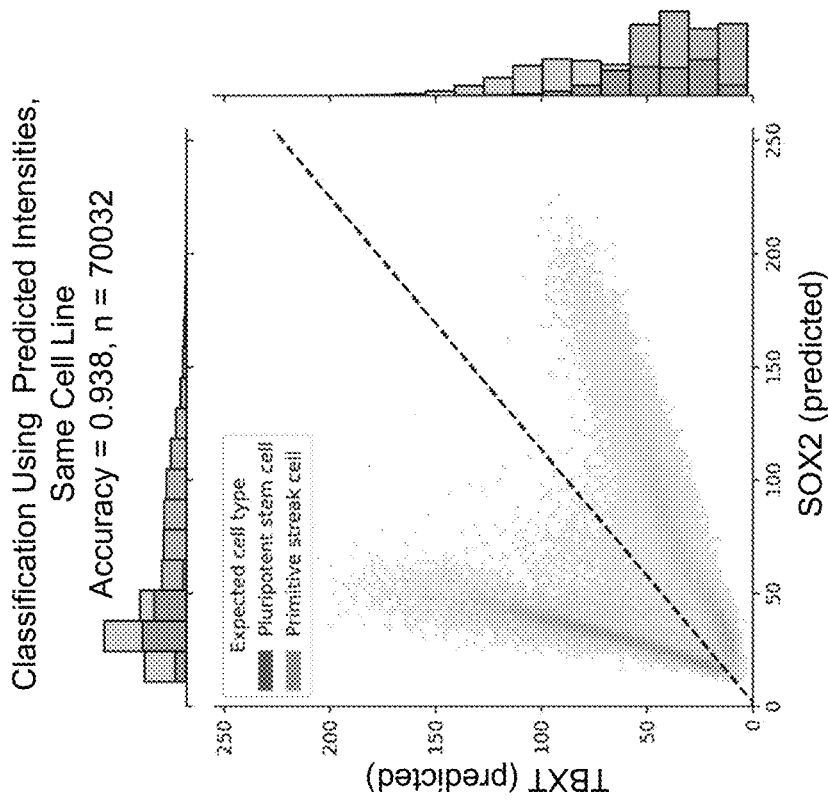 Classification Using Predicted Intensities,
Same Cell Line
Accuracy = 0.938, n = 70032
Expected cell type
Pluripotent stem cell
Primitive streak cell
TBXT (predicted)
250
200
150
100
50
0
0
50
100
150
200
250
SOX2 (predicted)